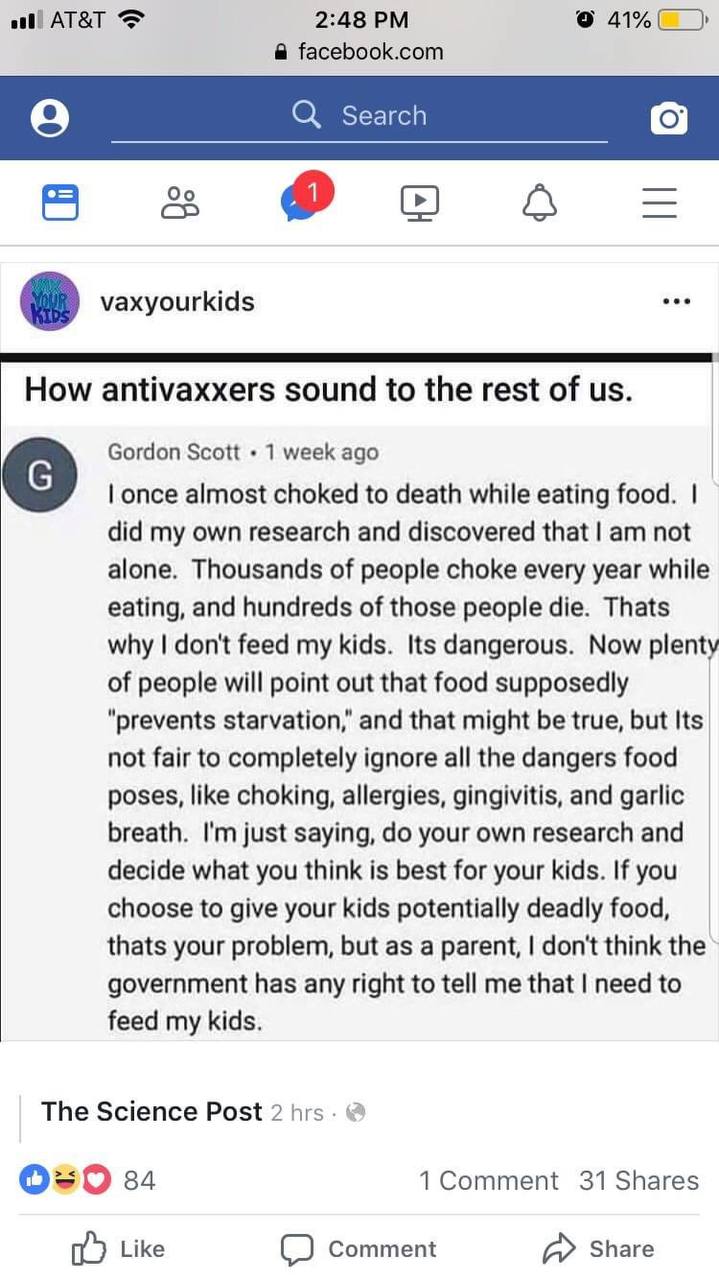 AT&T 2:48 PM 41%
facebook.com
Search
1
VAX
YOUR
KIDS
vaxyourkids
How antivaxxers sound to the rest of us.
G
Gordon Scott • 1 week ago
I once almost choked to death while eating food. I
did my own research and discovered that I am not
alone. Thousands of people choke every year while
eating, and hundreds of those people die. Thats
why I don't feed my kids. Its dangerous. Now plenty
of people will point out that food supposedly
"prevents starvation," and that might be true, but Its
not fair to completely ignore all the dangers food
poses, like choking, allergies, gingivitis, and garlic
breath. I'm just saying, do your own research and
decide what you think is best for your kids. If you
choose to give your kids potentially deadly food,
thats your problem, but as a parent, I don't think the
government has any right to tell me that I need to
feed my kids.
The Science Post 2 hrs ·
84 1 Comment 31 Shares
Like Comment Share